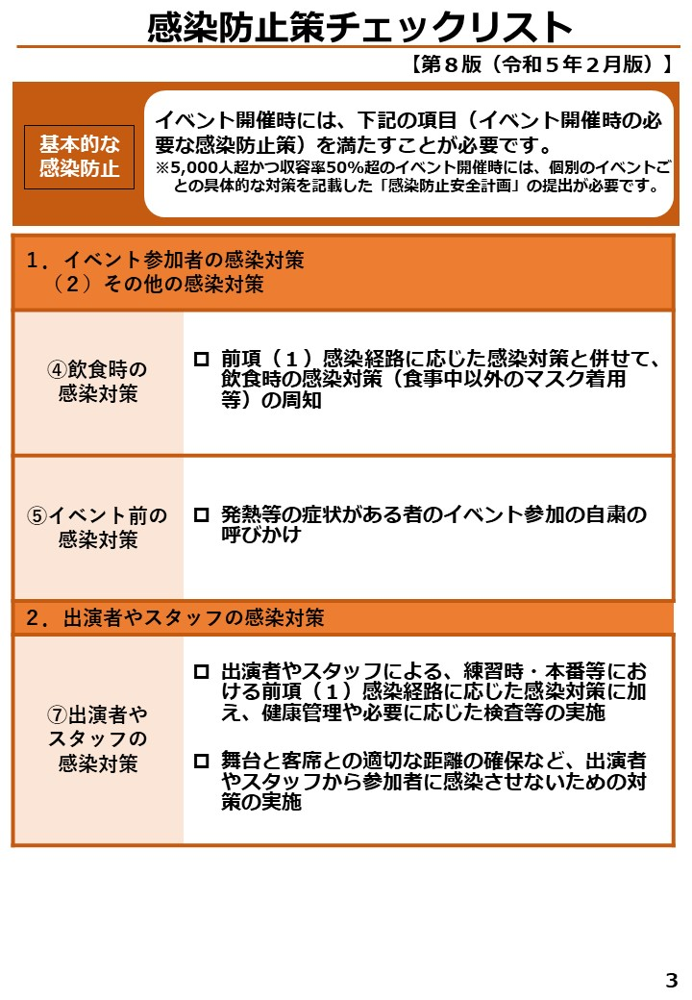 感染防止策チェックリスト
【第８版（令和５年２月版）】
基本的な
感染防止
イベント開催時には、下記の項目（イベント開催時の必
要な感染防止策）を満たすことが必要です。
※5,000人超かつ収容率50%超のイベント開催時には、個別のイベントご
との具体的な対策を記載した「感染防止安全計画」の提出が必要です。
１．イベント参加者の感染対策
（２）その他の感染対策
④飲食時の
感染対策
□ 前項（１）感染経路に応じた感染対策と併せて、
飲食時の感染対策（食事中以外のマスク着用
等）の周知
⑤イベント前の
感染対策
□ 発熱等の症状がある者のイベント参加の自粛の
呼びかけ
２．出演者やスタッフの感染対策
⑦出演者や
スタッフの
感染対策
□ 出演者やスタッフによる、練習時・本番等にお
ける前項（１）感染経路に応じた感染対策に加
え、健康管理や必要に応じた検査等の実施
□ 舞台と客席との適切な距離の確保など、出演者
やスタッフから参加者に感染させないための対
策の実施
3